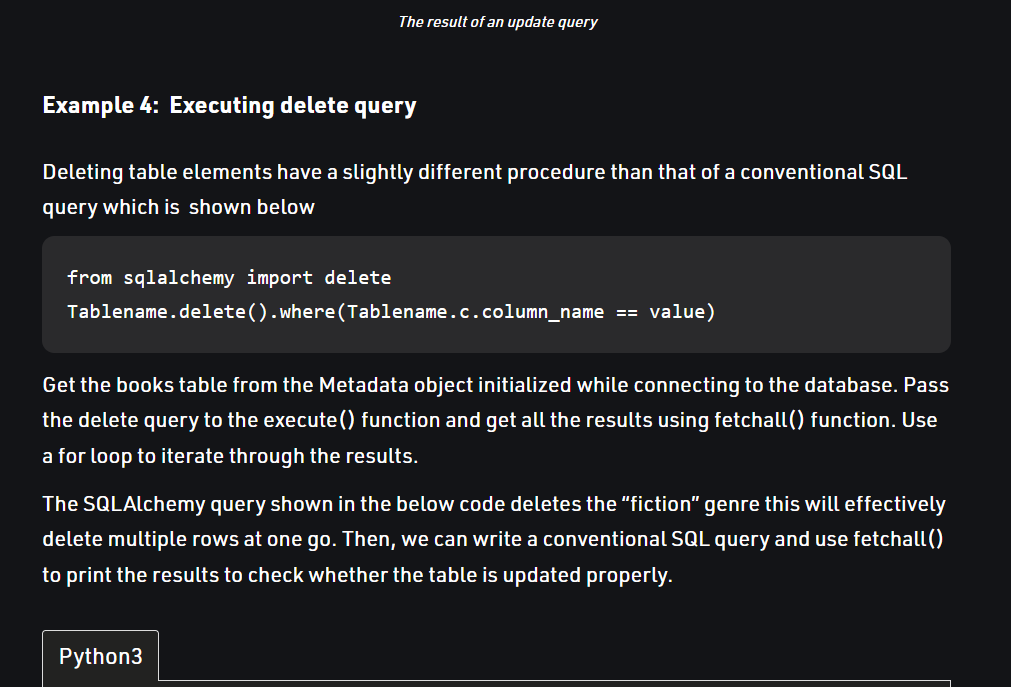 The result of an update query
Example 4:  Executing delete query
Deleting table elements have a slightly different procedure than that of a conventional SQL
query which is  shown below
from sqlalchemy import delete
Tablename.delete().where(Tablename.c.column_name == value)
Get the books table from the Metadata object initialized while connecting to the database. Pass
the delete query to the execute() function and get all the results using fetchall() function. Use
a for loop to iterate through the results.
The SQLAlchemy query shown in the below code deletes the “fiction” genre this will effectively
delete multiple rows at one go. Then, we can write a conventional SQL query and use fetchall()
to print the results to check whether the table is updated properly.
Python3